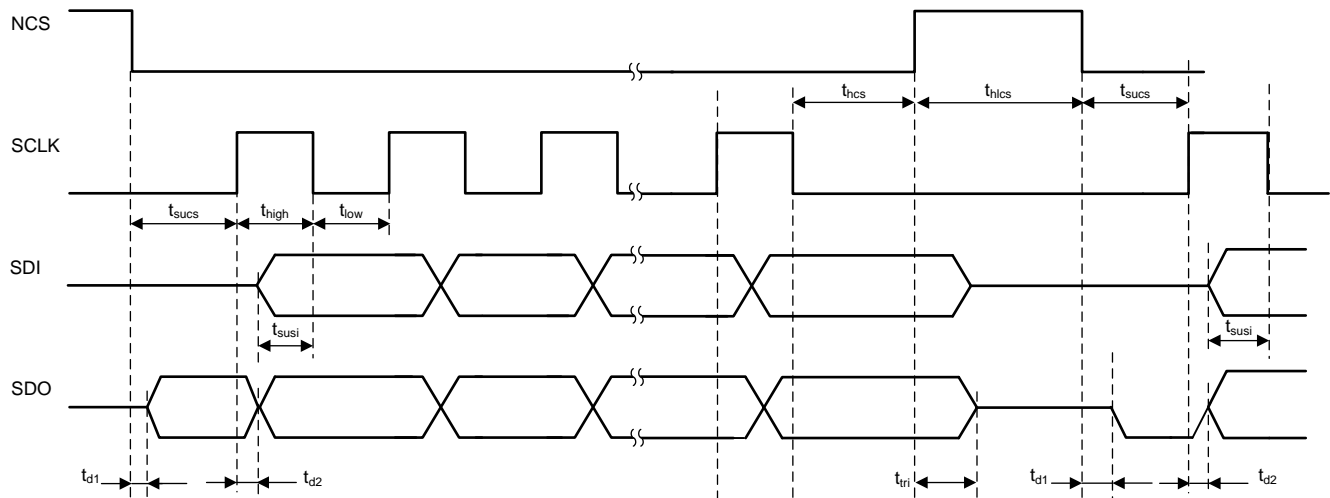 NCS
t_hcs t_hlcs t_sucs
SCLK
t_sucs t_high t_low
SDI
t_susi t_susi
SDO
t_d1 t_d2 t_tri t_d1 t_d2